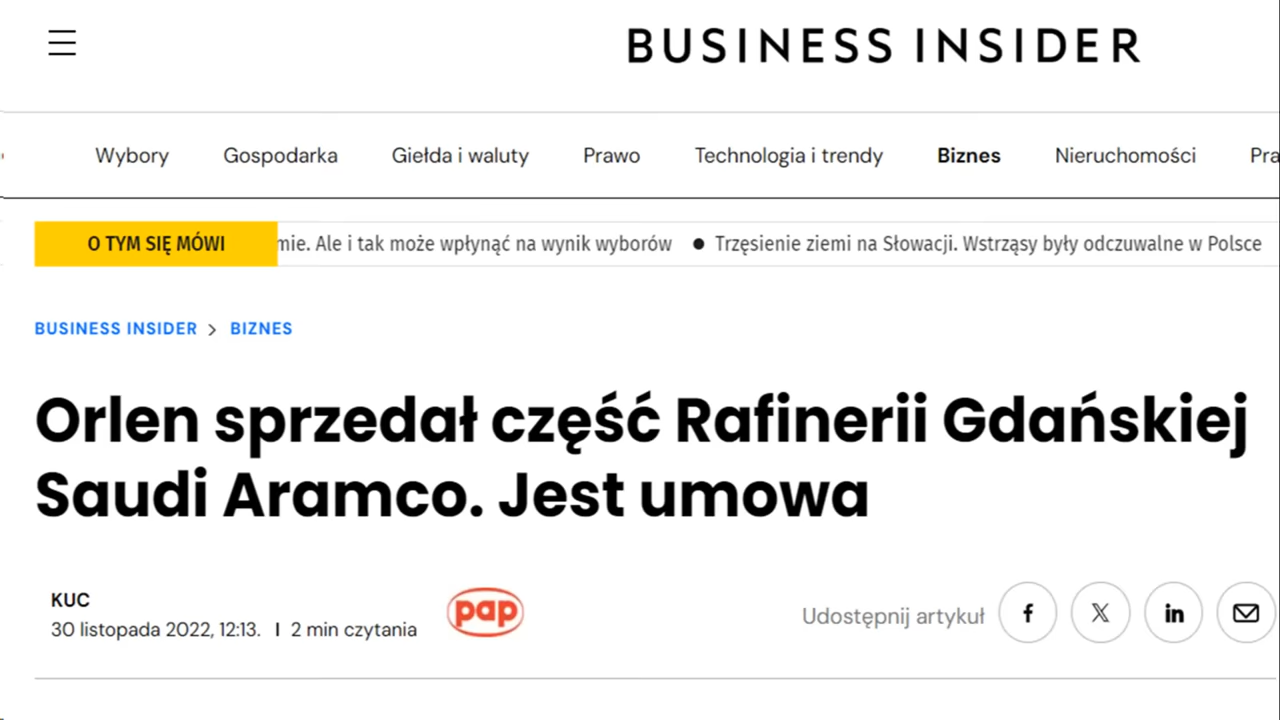 BUSINESS INSIDER
Wybory Gospodarka Giełda i waluty Prawo Technologia i trendy Biznes Nieruchomości Pra
O TYM SIĘ MÓWI mie. Ale i tak może wpłynąć na wynik wyborów ● Trzęsienie ziemi na Słowacji. Wstrząsy były odczuwalne w Polsce
BUSINESS INSIDER > BIZNES
Orlen sprzedał część Rafinerii Gdańskiej
Saudi Aramco. Jest umowa
KUC
30 listopada 2022, 12:13. I 2 min czytania
pap
Udostępnij artykuł f X in